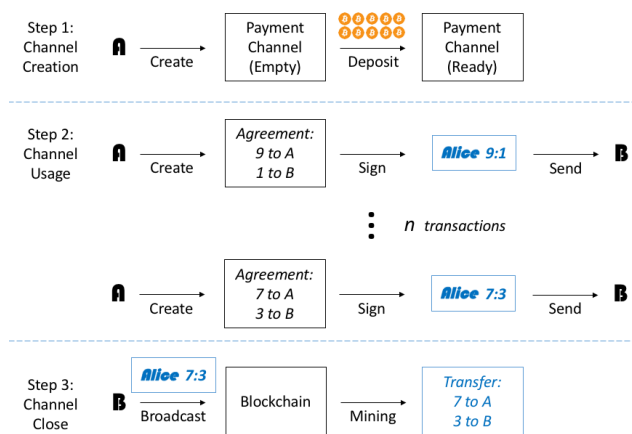 Step 1:
Channel
Creation
A
Create
Payment
Channel
(Empty)
Deposit
Payment
Channel
(Ready)
Step 2:
Channel
Usage
A
Create
Agreement:
9 to A
1 to B
Sign
Alice 9:1
Send
B
n transactions
A
Create
Agreement:
7 to A
3 to B
Sign
Alice 7:3
Send
B
Step 3:
Channel
Close
B
Alice 7:3
Broadcast
Blockchain
Mining
Transfer:
7 to A
3 to B